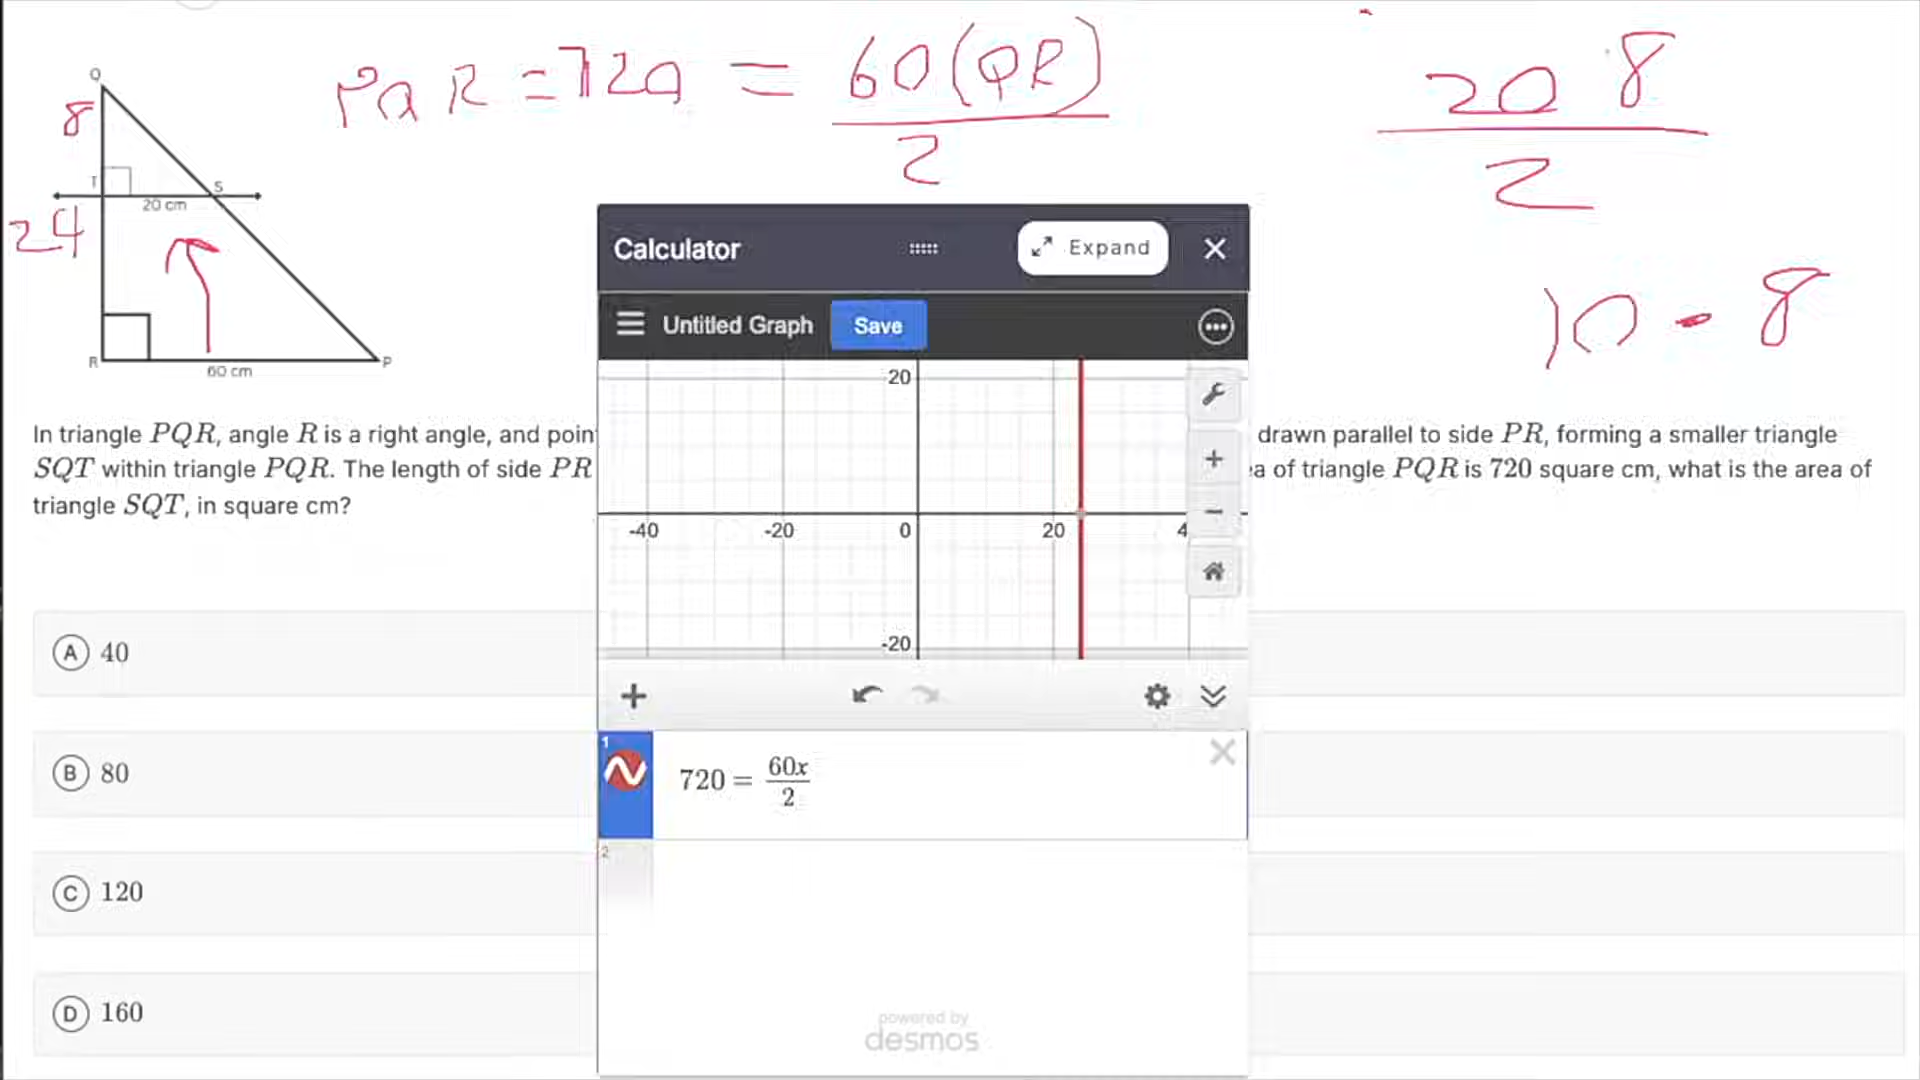 PQR = 720 = 60(QR)
2
20 8
2
10 · 8
Q
8
T
S
20 cm
24
R
P
60 cm
Calculator
Expand
Untitled Graph
Save
20
-40 -20 0 20 4
-20
In triangle PQR, angle R is a right angle, and poin drawn parallel to side PR, forming a smaller triangle
SQT within triangle PQR. The length of side PR a of triangle PQR is 720 square cm, what is the area of
triangle SQT, in square cm?
A 40
B 80
C 120
D 160
1
720 = 60x/2
2
powered by
desmos